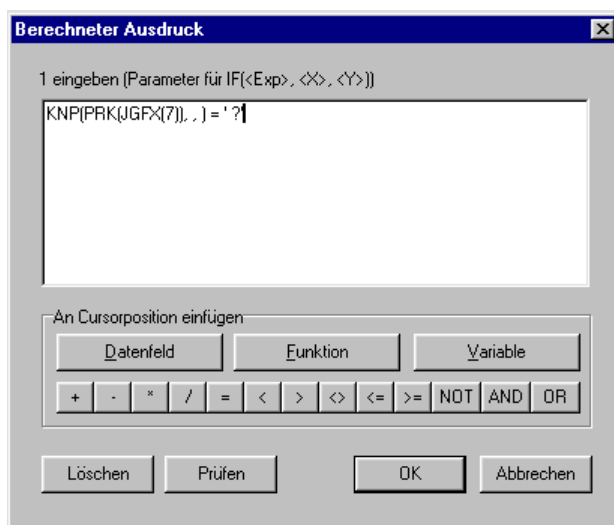 Berechneter Ausdruck
1 eingeben (Parameter für IF(<Exp>, <X>, <Y>))
KNP(PRK(JGFX(7)), , ) = ' ?'
An Cursorposition einfügen
Datenfeld Funktion Variable
+ - * / = < > <> <= >= NOT AND OR
Löschen Prüfen OK Abbrechen